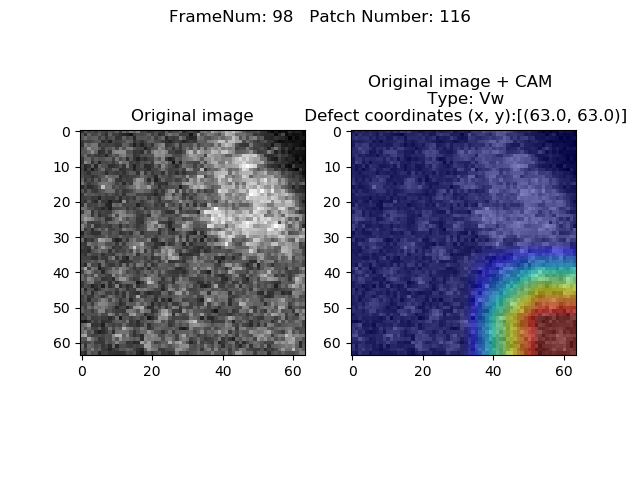 FrameNum: 98   Patch Number: 116
Original image
0
10
20
30
40
50
60
0 20 40 60
Original image + CAM
Type: Vw
Defect coordinates (x, y):[(63.0, 63.0)]
0
10
20
30
40
50
60
0 20 40 60